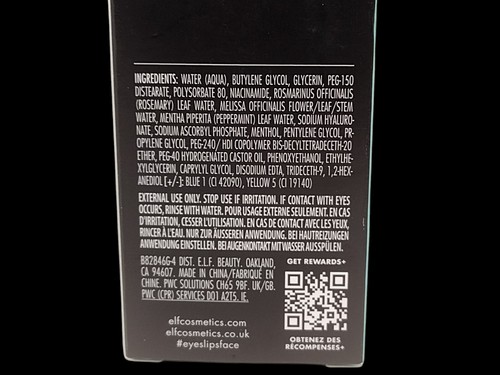 INGREDIENTS: WATER (AQUA), BUTYLENE GLYCOL, GLYCERIN, PEG-150
DISTEARATE, POLYSORBATE 80, NIACINAMIDE, ROSMARINUS OFFICINALIS
(ROSEMARY) LEAF WATER, MELISSA OFFICINALIS FLOWER/LEAF/STEM
WATER, MENTHA PIPERITA (PEPPERMINT) LEAF WATER, SODIUM HYALURO-
NATE, SODIUM ASCORBYL PHOSPHATE, MENTHOL, PENTYLENE GLYCOL, PR-
OPYLENE GLYCOL, PEG-240/ HDI COPOLYMER BIS-DECYLTETRADECETH-20
ETHER, PEG-40 HYDROGENATED CASTOR OIL, PHENOXYETHANOL, ETHYLHE-
XYLGLYCERIN, CAPRYLYL GLYCOL, DISODIUM EDTA, TRIDECETH-9, 1,2HEX-
ANEDIOL [+/-]: BLUE 1 (CI 42090), YELLOW 5 (CI 19140)
EXTERNAL USE ONLY. STOP USE IF IRRITATION. IF CONTACT WITH EYES
OCCURS, RINSE WITH WATER. POUR USAGE EXTERNE SEULEMENT. EN CAS
D'IRRITATION, CESSER L'UTILISATION. EN CAS DE CONTACT AVEC LES YEUX,
RINCER À L'EAU. NUR ZUR ÄUSSEREN ANWENDUNG. BEI HAUTREIZUNGEN
ANWENDUNG EINSTELLEN. BEI AUGENKONTAKT MIT WASSER AUSSPÜLEN.
B82846G-4 DIST. E.L.F. BEAUTY. OAKLAND,
CA 94607. MADE IN CHINA/FABRIQUÉ EN
CHINE. PWC SOLUTIONS CH65 9BF. UK/GB.
PWC (CPR) SERVICES D01 A2T5. IE.
GET REWARDS+
elfcosmetics.com
elfcosmetics.co.uk
#eyeslipsface
OBTENEZ DES
RÉCOMPENSES+